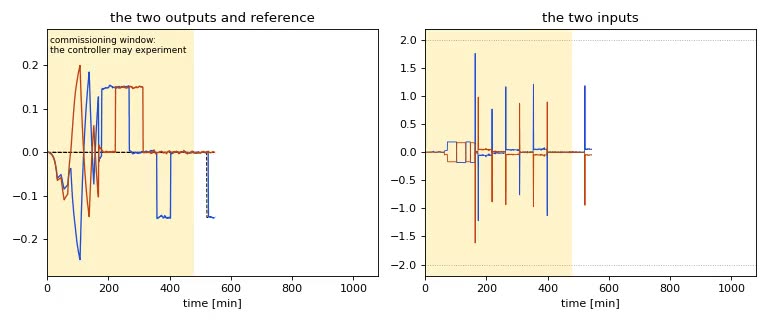 the two outputs and reference
commissioning window:
the controller may experiment
0.2
0.1
0.0
−0.1
−0.2
0 200 400 600 800 1000
time [min]
the two inputs
2.0
1.5
1.0
0.5
0.0
−0.5
−1.0
−1.5
−2.0
0 200 400 600 800 1000
time [min]